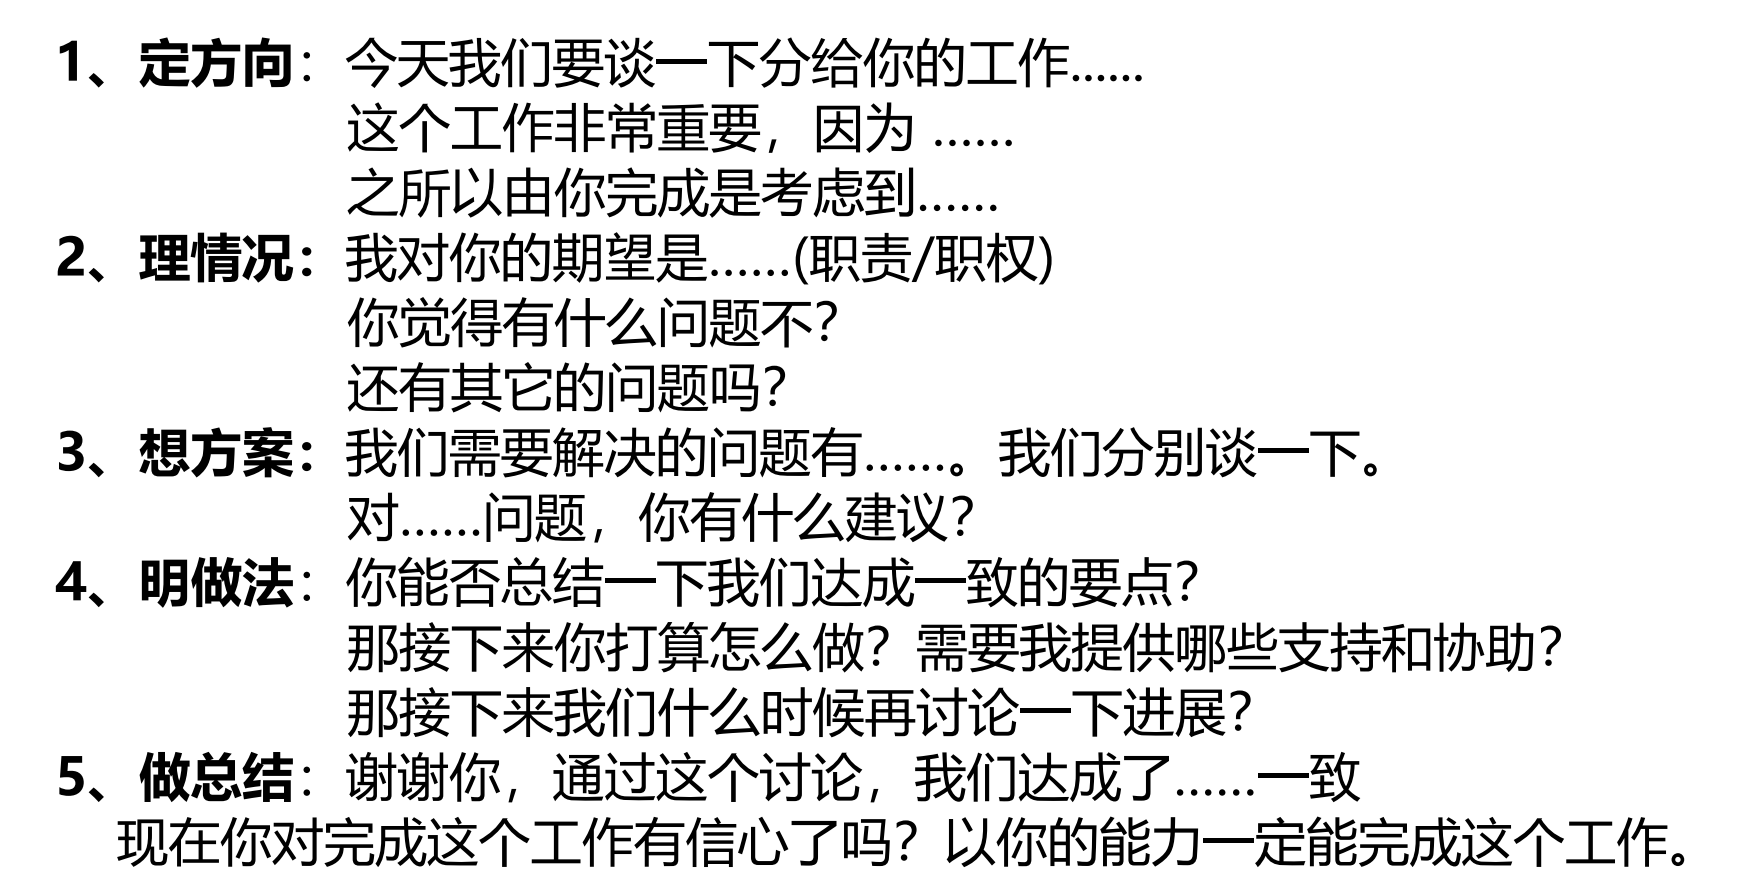 1、定方向：今天我们要谈一下分给你的工作......
这个工作非常重要，因为 ......
之所以由你完成是考虑到......
2、理情况：我对你的期望是......(职责/职权)
你觉得有什么问题不？
还有其它的问题吗？
3、想方案：我们需要解决的问题有......。我们分别谈一下。
对......问题，你有什么建议？
4、明做法：你能否总结一下我们达成一致的要点？
那接下来你打算怎么做？需要我提供哪些支持和协助？
那接下来我们什么时候再讨论一下进展？
5、做总结：谢谢你，通过这个讨论，我们达成了......一致
现在你对完成这个工作有信心了吗？以你的能力一定能完成这个工作。